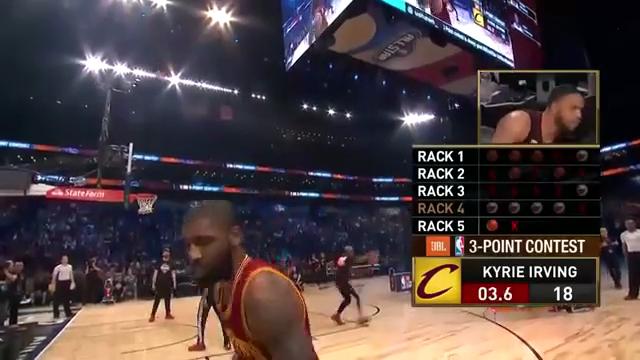 State Farm
RACK 1
RACK 2
RACK 3
RACK 4
RACK 5
JBL 3-POINT CONTEST
C KYRIE IRVING
03.6 18